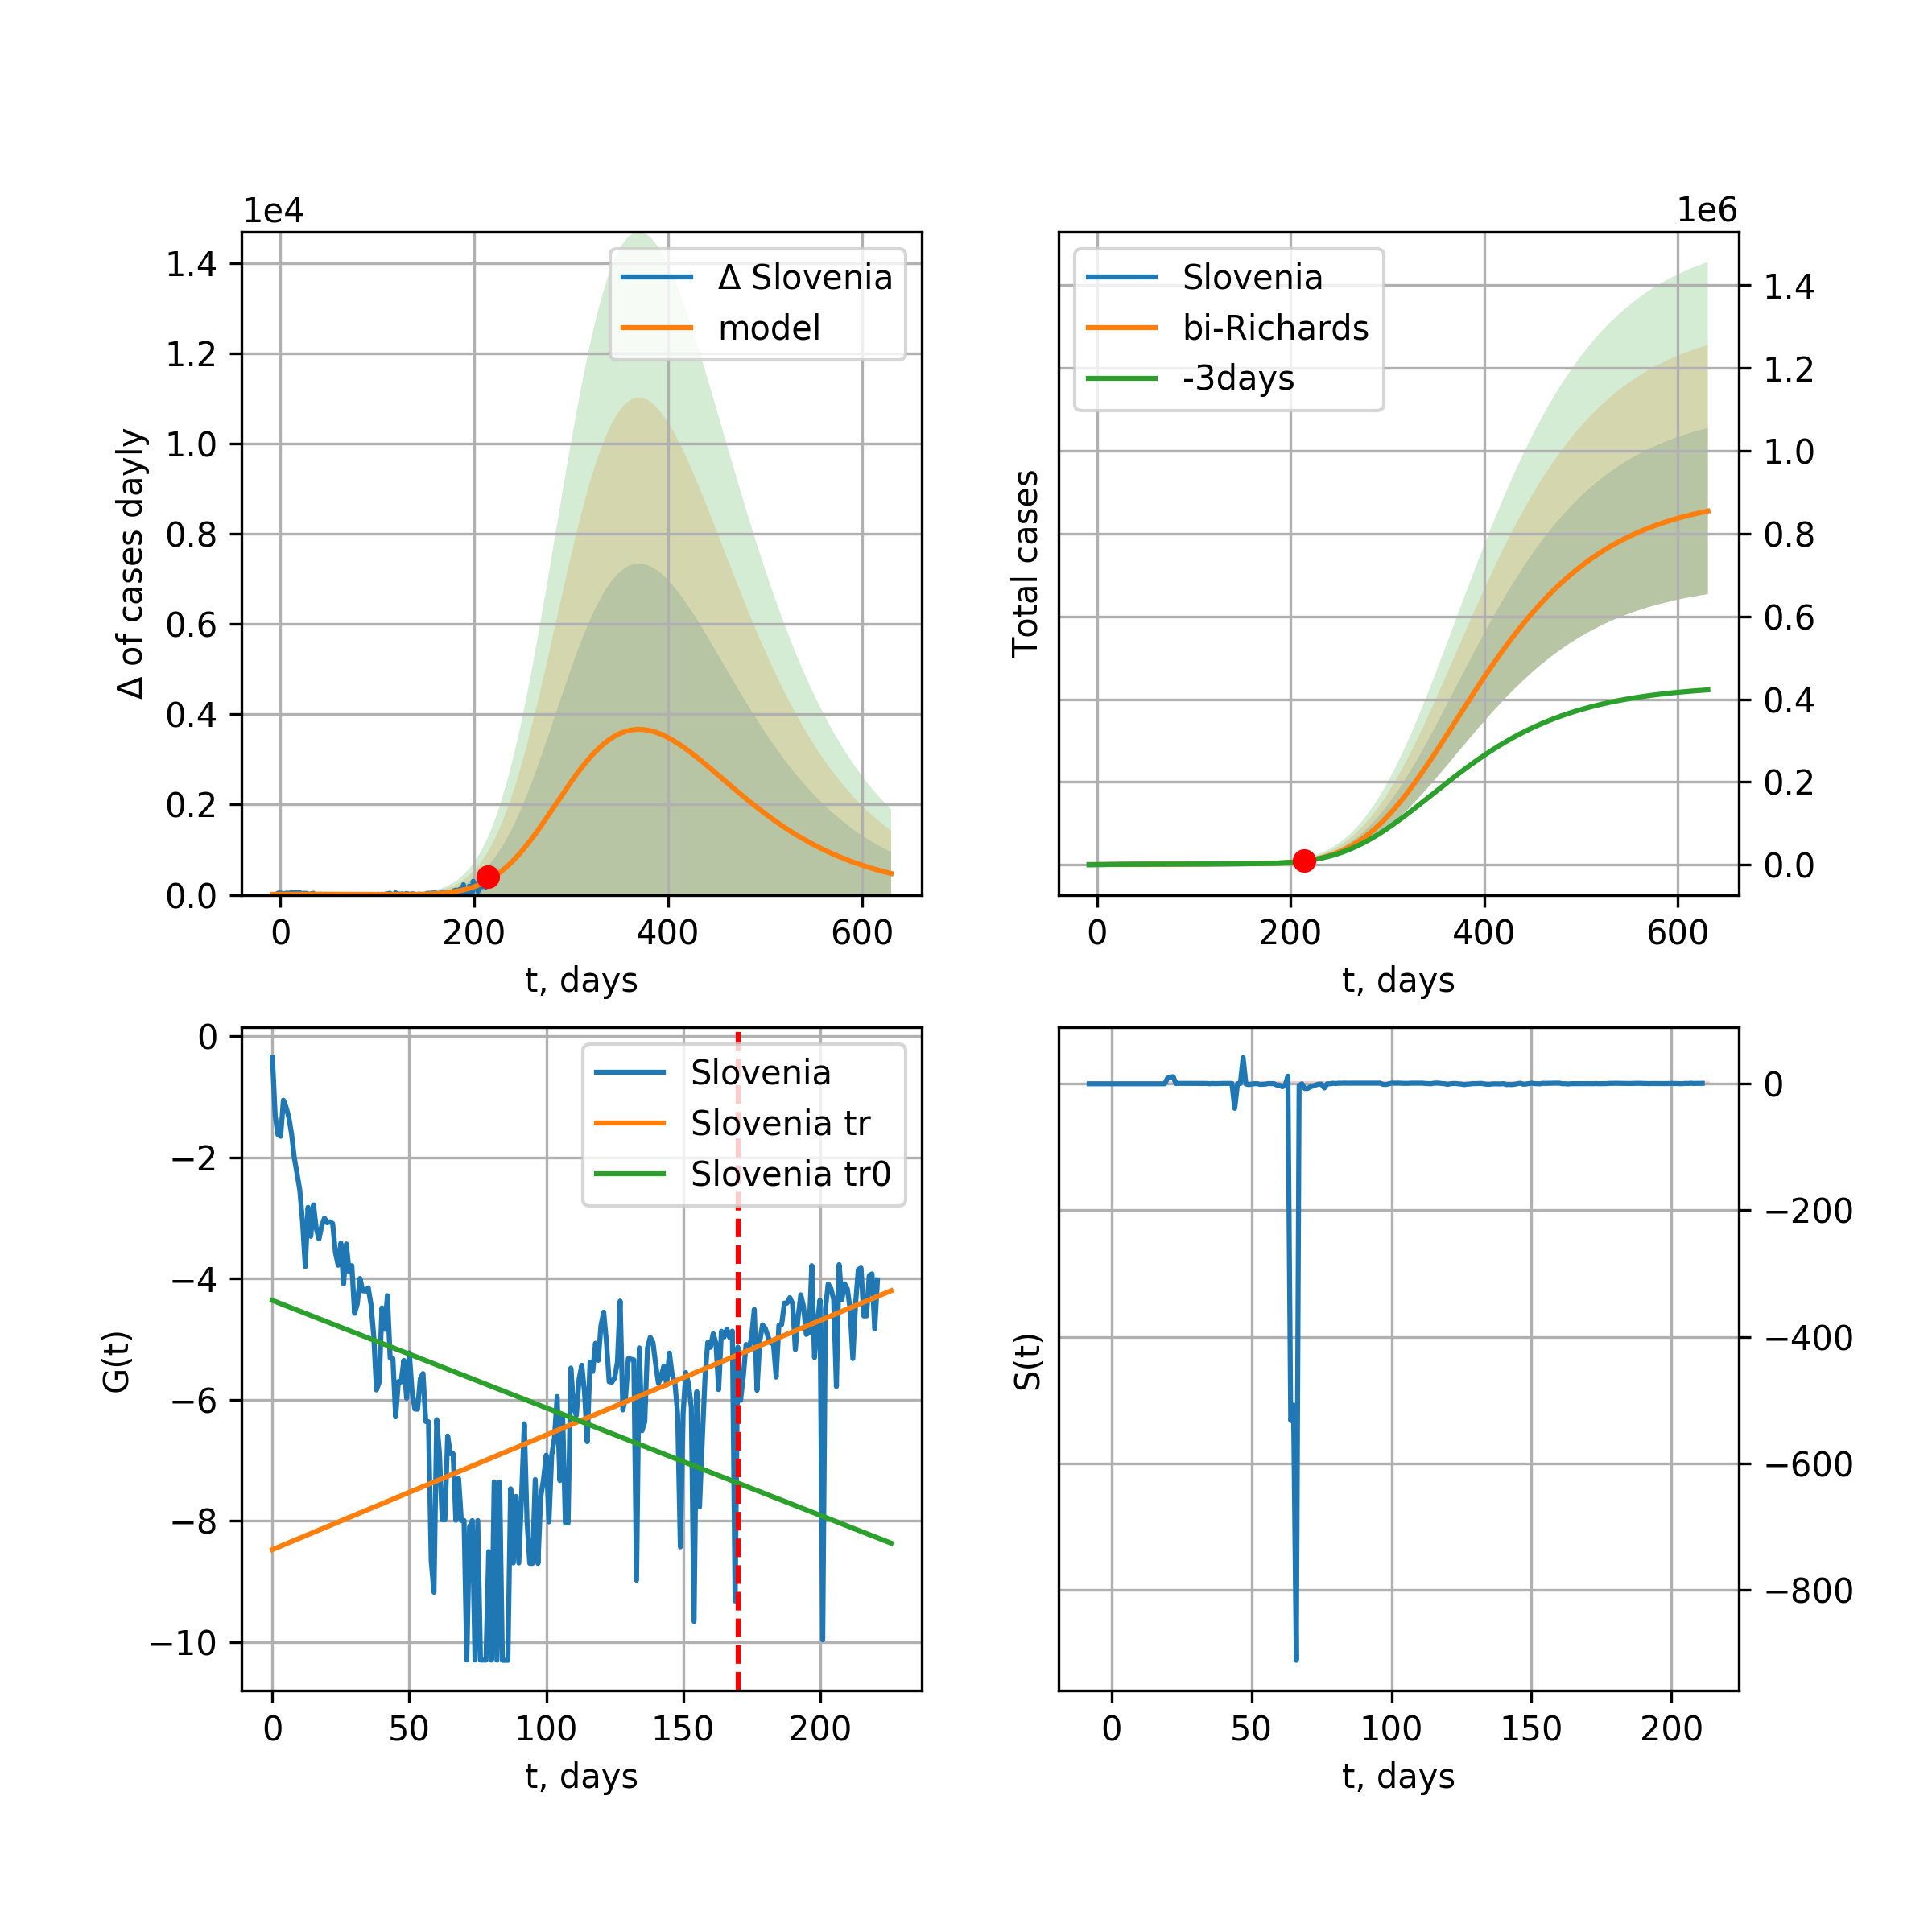 1e4
1.4
1.2
1.0
0.8
0.6
0.4
0.2
0.0
Δ of cases dayly
Δ Slovenia
model
0 200 400 600
t, days
1e6
1.4
1.2
1.0
0.8
0.6
0.4
0.2
0.0
Total cases
Slovenia
bi-Richards
-3days
0 200 400 600
t, days
0
−2
−4
−6
−8
−10
G(t)
Slovenia
Slovenia tr
Slovenia tr0
0 50 100 150 200
t, days
S(t)
0
−200
−400
−600
−800
0 50 100 150 200
t, days